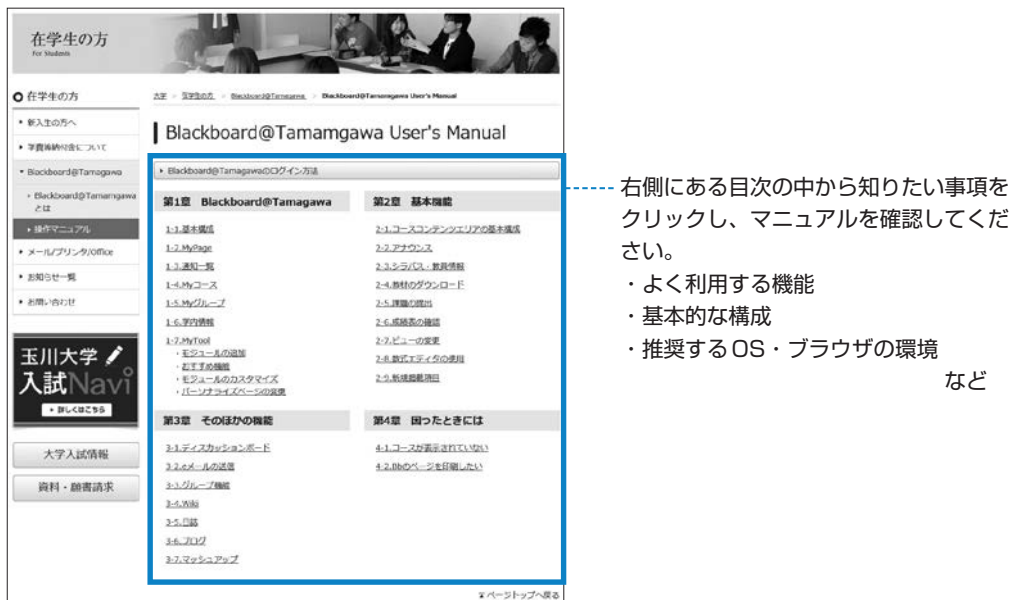 在学生の方
For Students
在学生の方
新入生の方へ
学費等納付金について
Blackboard@Tamagawa
Blackboard@Tamamgawa
とは
操作マニュアル
メール/プリンタ/Office
お知らせ一覧
お問い合わせ
玉川大学
入試Navi
詳しくはこちら
大学入試情報
資料・願書請求
大学 > 在学生の方 > Blackboard@Tamagawa > Blackboard@Tamamgawa User's Manual
Blackboard@Tamamgawa User's Manual
Blackboard@Tamagawaのログイン方法
第1章 Blackboard@Tamagawa
1-1.基本構成
1-2.MyPage
1-3.通知一覧
1-4.Myコース
1-5.Myグループ
1-6.学内情報
1-7.MyTool
・モジュールの追加
・おすすめ機能
・モジュールのカスタマイズ
・パーソナライズページの変更
第2章 基本機能
2-1.コースコンテンツエリアの基本構成
2-2.アナウンス
2-3.シラバス・教員情報
2-4.教材のダウンロード
2-5.課題の提出
2-6.成績表の確認
2-7.ビューの変更
2-8.数式エディタの使用
2-9.新規掲載項目
第3章 そのほかの機能
3-1.ディスカッションボード
3-2.eメールの送信
3-3.グループ機能
3-4.Wiki
3-5.日誌
3-6.ブログ
3-7.マッシュアップ
第4章 困ったときには
4-1.コースが表示されていない
4-2.Bbのページを印刷したい
ページトップへ戻る
右側にある目次の中から知りたい事項を
クリックし、マニュアルを確認してくだ
さい。
・よく利用する機能
・基本的な構成
・推奨するOS・ブラウザの環境
など